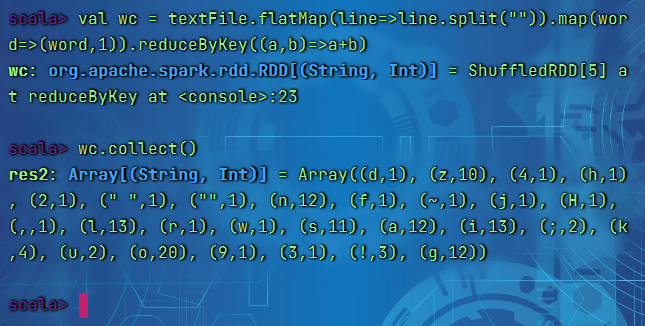 scala> val wc = textFile.flatMap(line=>line.split("")).map(wor
d=>(word,1)).reduceByKey((a,b)=>a+b)
wc: org.apache.spark.rdd.RDD[(String, Int)] = ShuffledRDD[5] a
t reduceByKey at <console>:23
scala> wc.collect()
res2: Array[(String, Int)] = Array((d,1), (z,10), (4,1), (h,1)
, (2,1), (" ",1), ("",1), (n,12), (f,1), (~,1), (j,1), (H,1),
(,,1), (l,13), (r,1), (w,1), (s,11), (a,12), (i,13), (;,2), (k
,4), (u,2), (o,20), (9,1), (3,1), (!,3), (g,12))
scala>